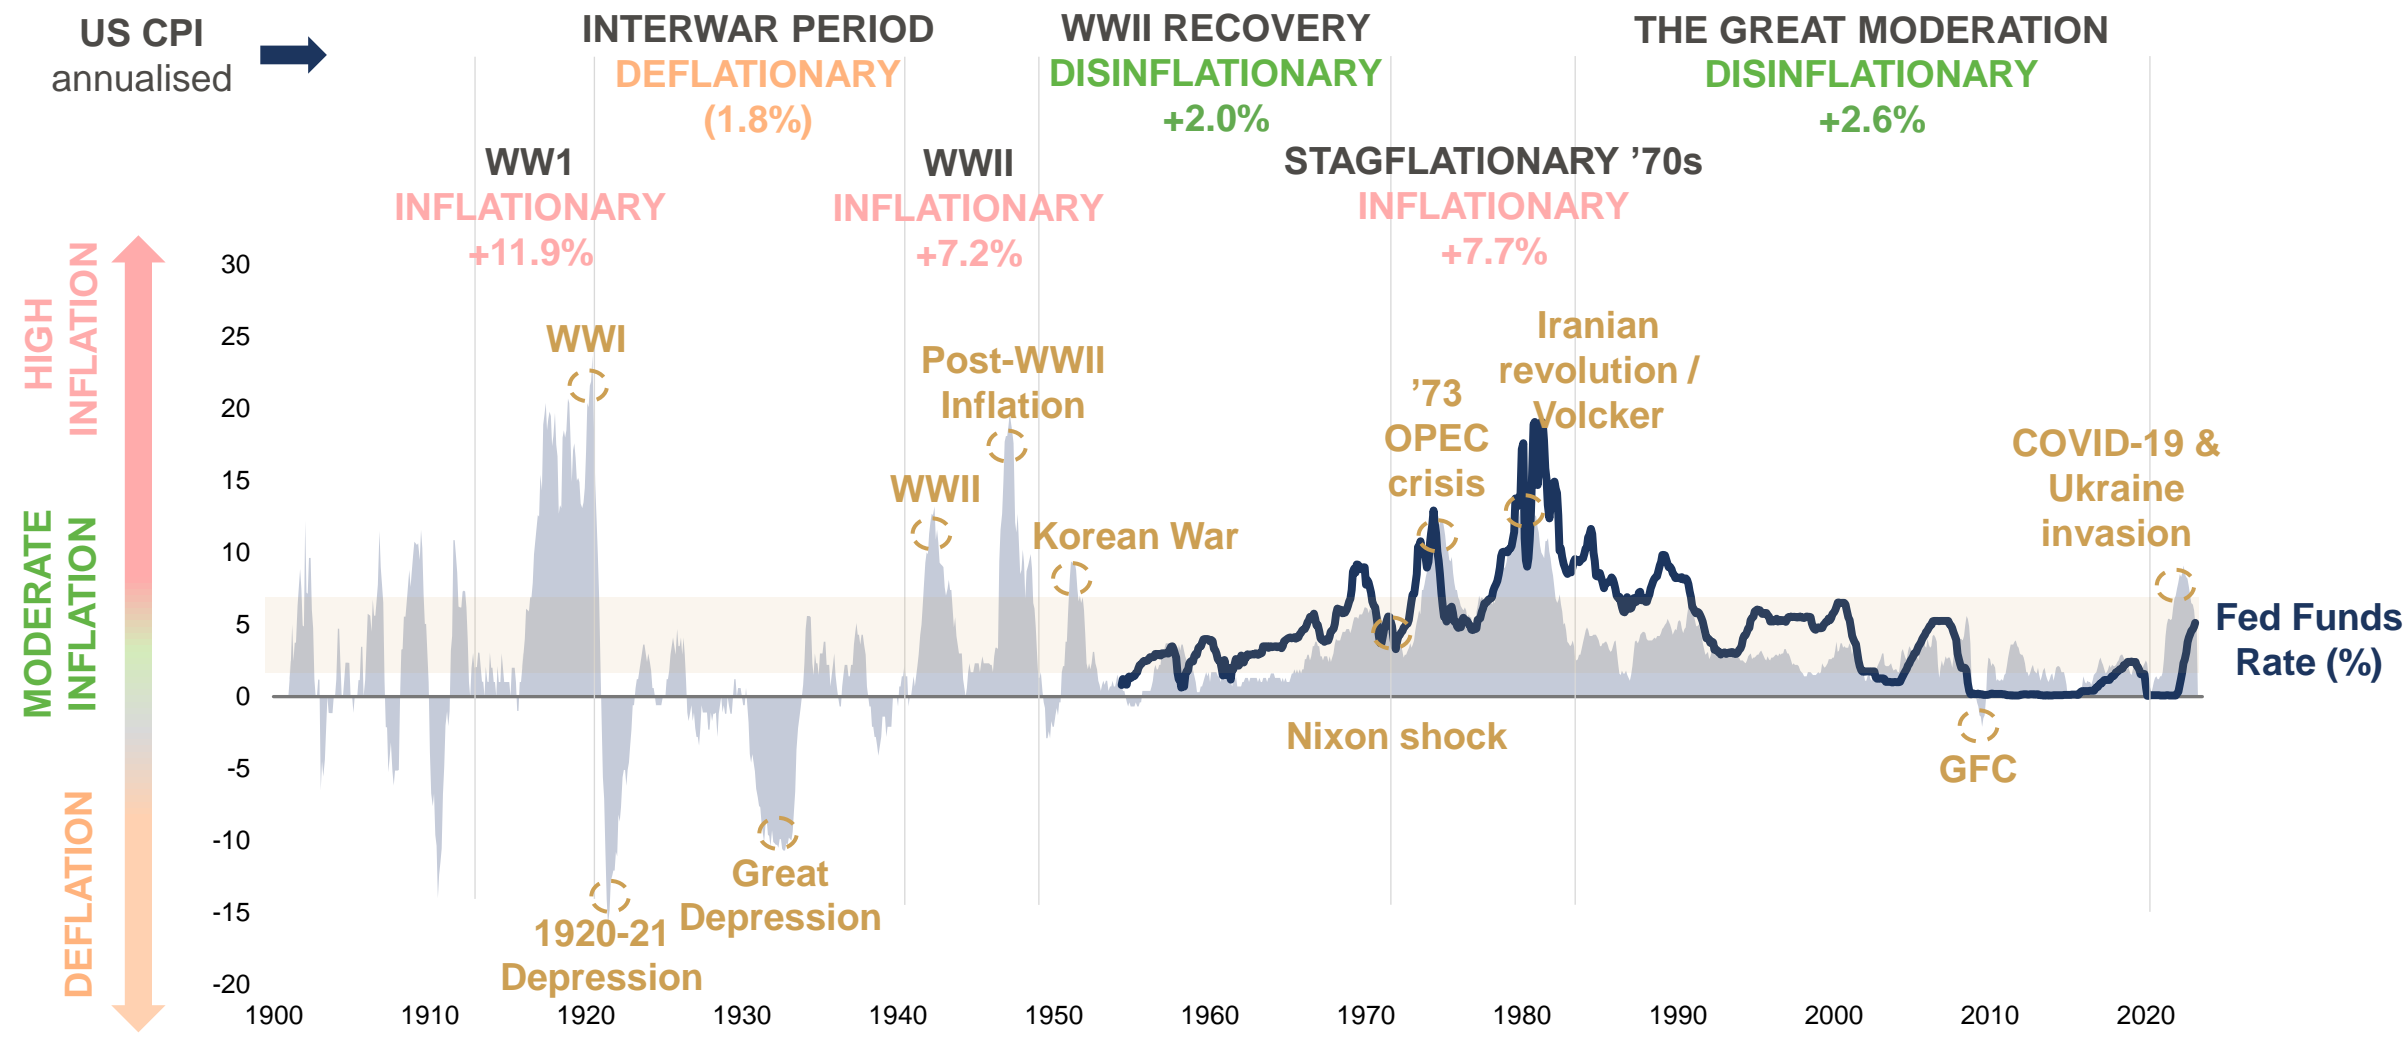 US CPI
annualised
INTERWAR PERIOD
DEFLATIONARY
(1.8%)
WWII RECOVERY
DISINFLATIONARY
+2.0%
THE GREAT MODERATION
DISINFLATIONARY
+2.6%
WW1
INFLATIONARY
+11.9%
WWII
INFLATIONARY
+7.2%
STAGFLATIONARY ’70s
INFLATIONARY
+7.7%
HIGH
INFLATION
MODERATE
INFLATION
DEFLATION
30
25
20
15
10
5
0
-5
-10
-15
-20
WWI
1920-21
Depression
Great
Depression
WWII
Post-WWII
Inflation
Korean War
Nixon shock
’73
OPEC
crisis
Iranian
revolution /
Volcker
GFC
COVID-19 &
Ukraine
invasion
Fed Funds
Rate (%)
1900
1910
1920
1930
1940
1950
1960
1970
1980
1990
2000
2010
2020